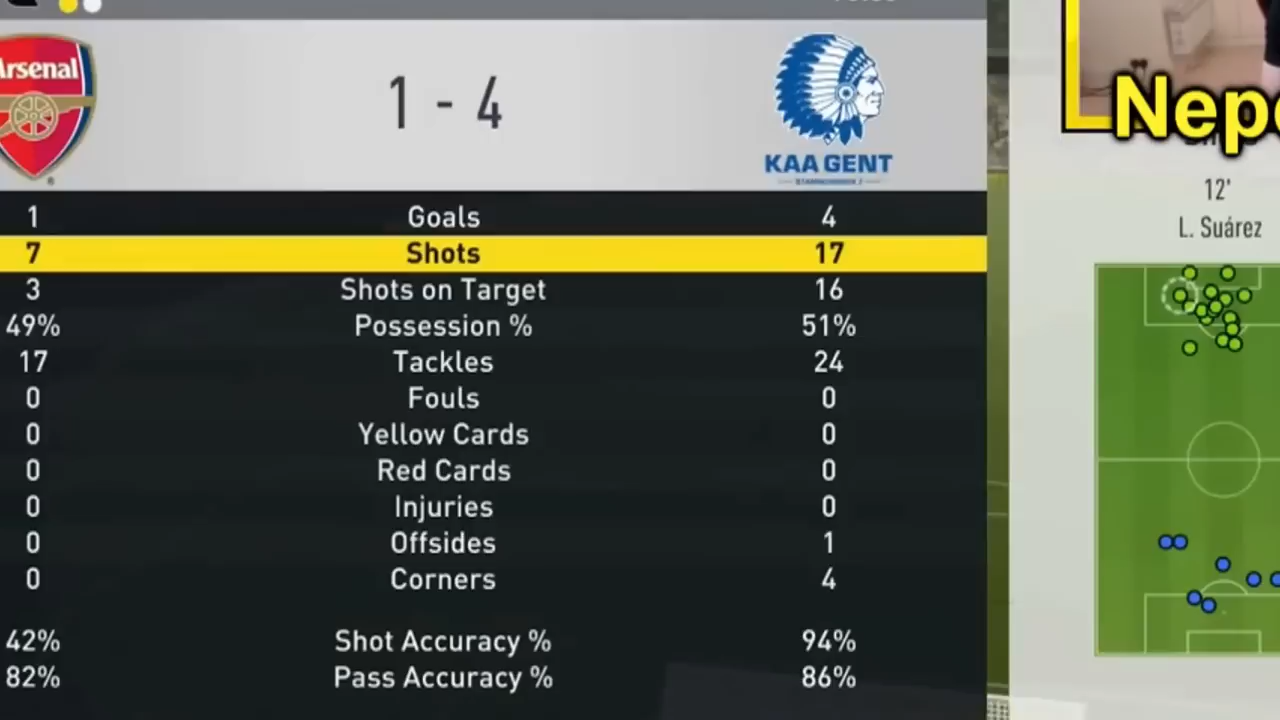 Arsenal
1 - 4
KAA GENT
1 Goals 4
7 Shots 17
3 Shots on Target 16
49% Possession % 51%
17 Tackles 24
0 Fouls 0
0 Yellow Cards 0
0 Red Cards 0
0 Injuries 0
0 Offsides 1
0 Corners 4
42% Shot Accuracy % 94%
82% Pass Accuracy % 86%
Nepo
12'
L. Suárez